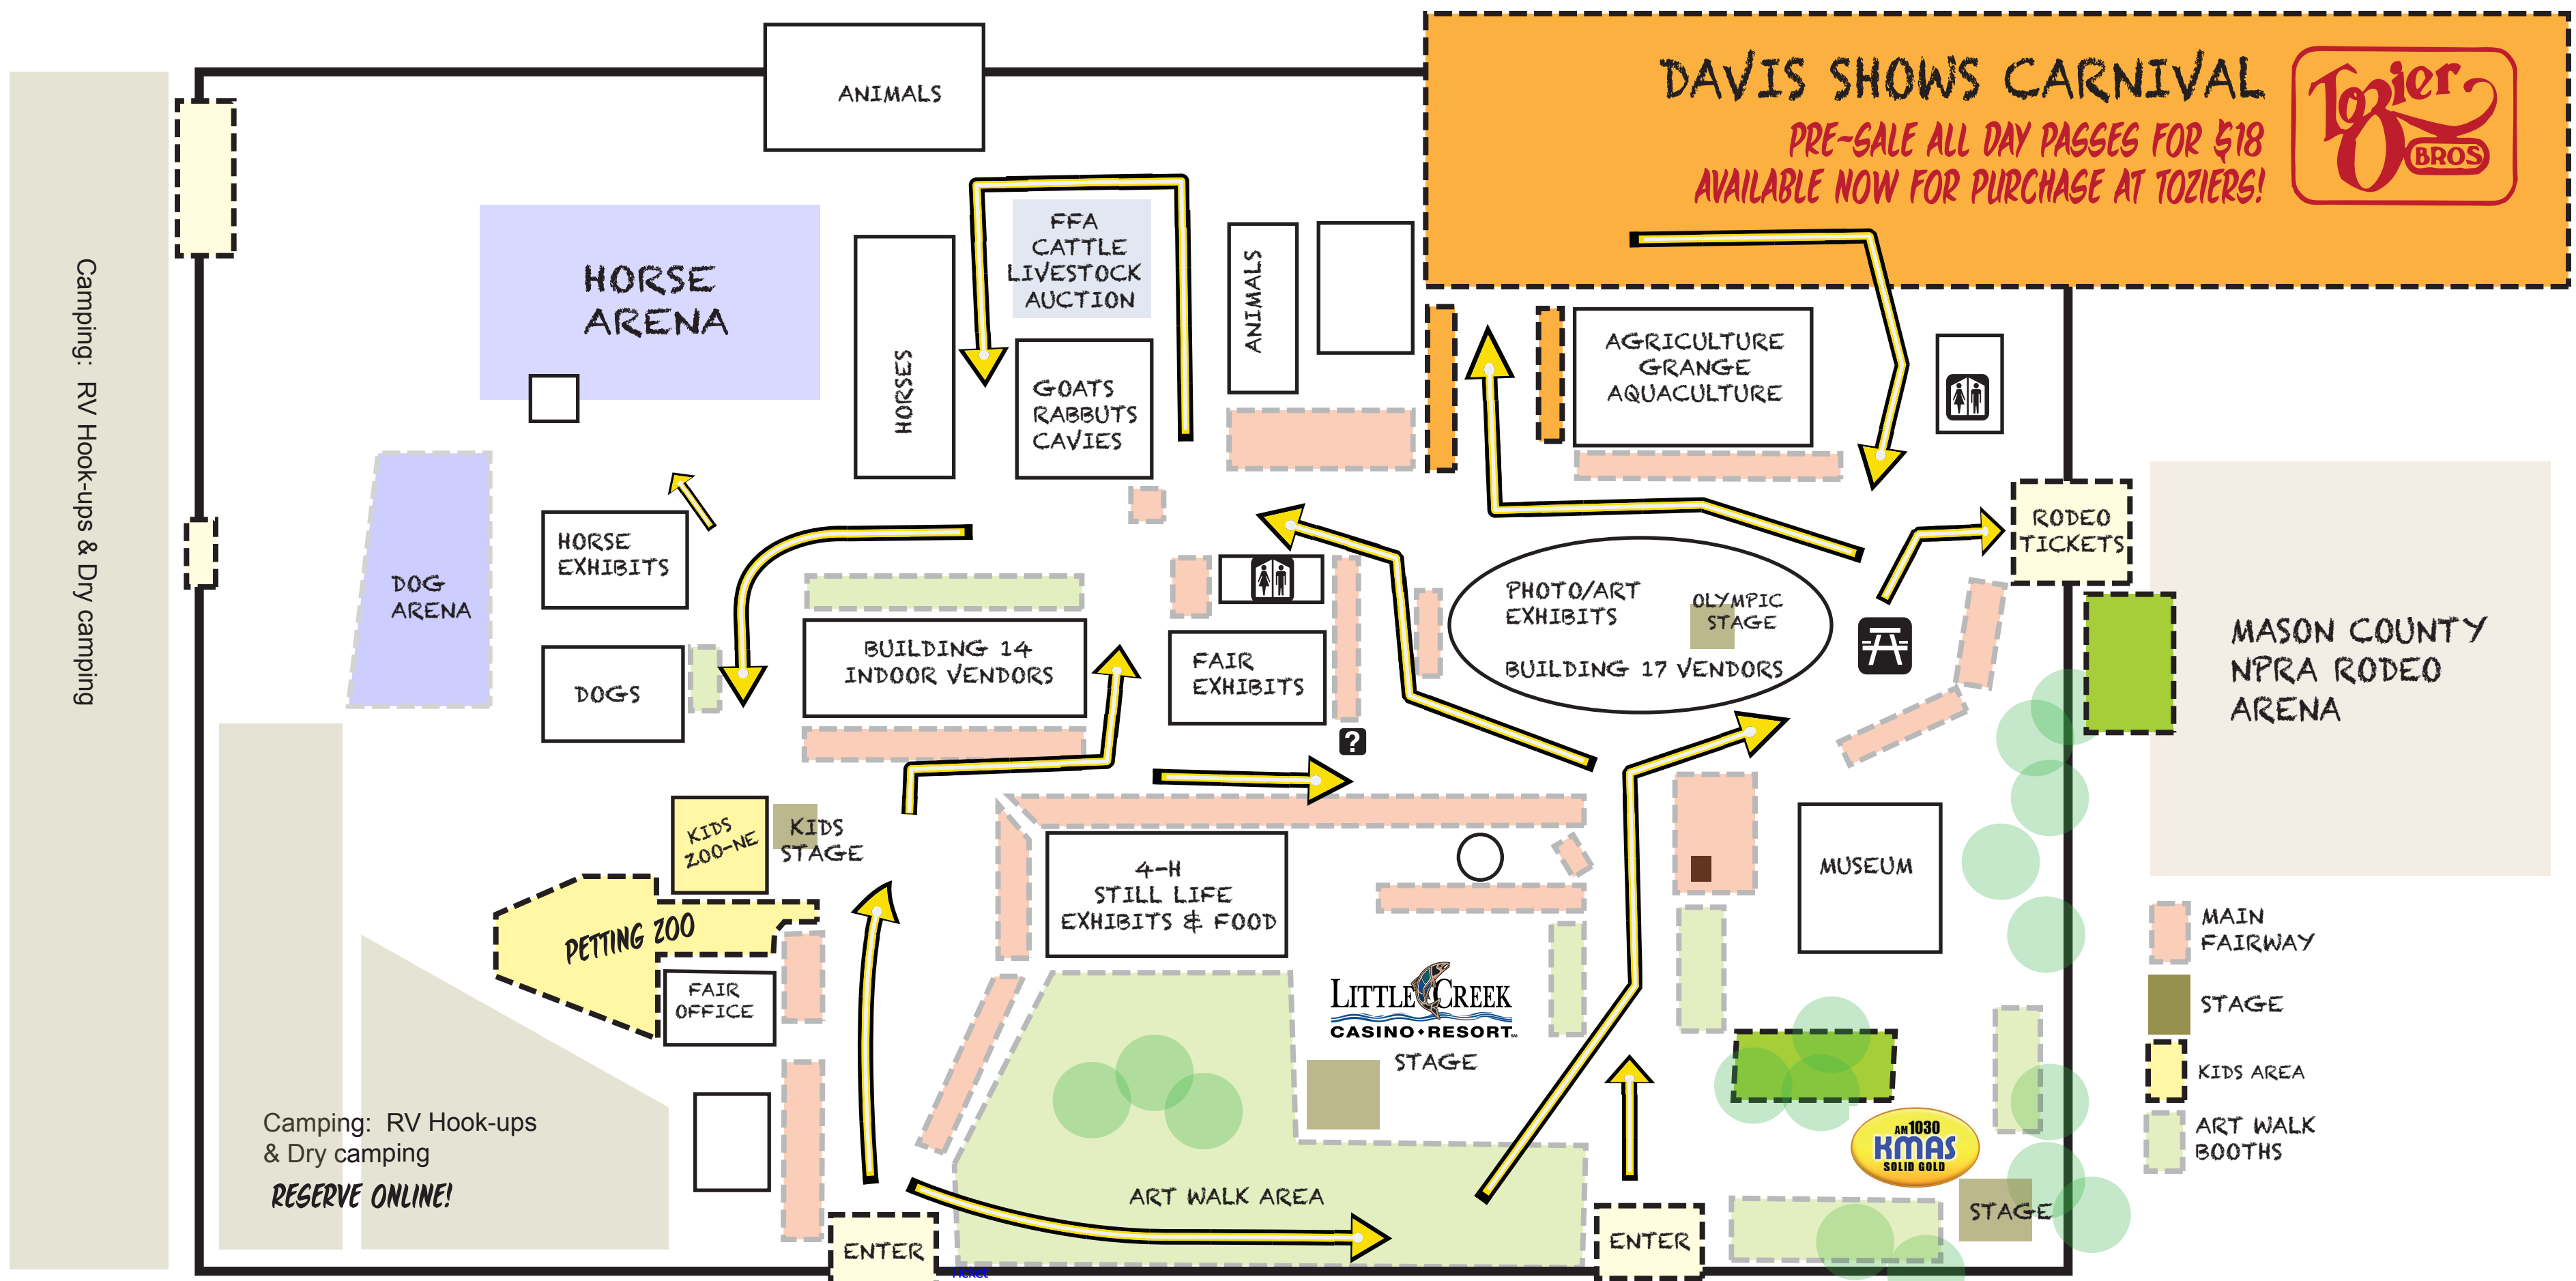 ANIMALS
DAVIS SHOWS CARNIVAL
PRE-SALE ALL DAY PASSES FOR $18
AVAILABLE NOW FOR PURCHASE AT TOZIERS!
Tozier
BROS
Camping: RV Hook-ups & Dry camping
HORSE
ARENA
HORSES
FFA
CATTLE
LIVESTOCK
AUCTION
GOATS
RABBUTS
CAVIES
ANIMALS
AGRICULTURE
GRANGE
AQUACULTURE
RODEO
TICKETS
DOG
ARENA
HORSE
EXHIBITS
DOGS
BUILDING 14
INDOOR VENDORS
FAIR
EXHIBITS
?
PHOTO/ART
EXHIBITS
OLYMPIC
STAGE
BUILDING 17 VENDORS
MASON COUNTY
NPRA RODEO
ARENA
KIDS
ZOO-NE
KIDS
STAGE
PETTING ZOO
FAIR
OFFICE
4-H
STILL LIFE
EXHIBITS & FOOD
MUSEUM
LITTLE CREEK
CASINO • RESORT
STAGE
MAIN
FAIRWAY
STAGE
KIDS AREA
ART WALK
BOOTHS
Camping: RV Hook-ups
& Dry camping
RESERVE ONLINE!
ART WALK AREA
AM 1030
KMAS
SOLID GOLD
STAGE
ENTER
ENTER
Ticket